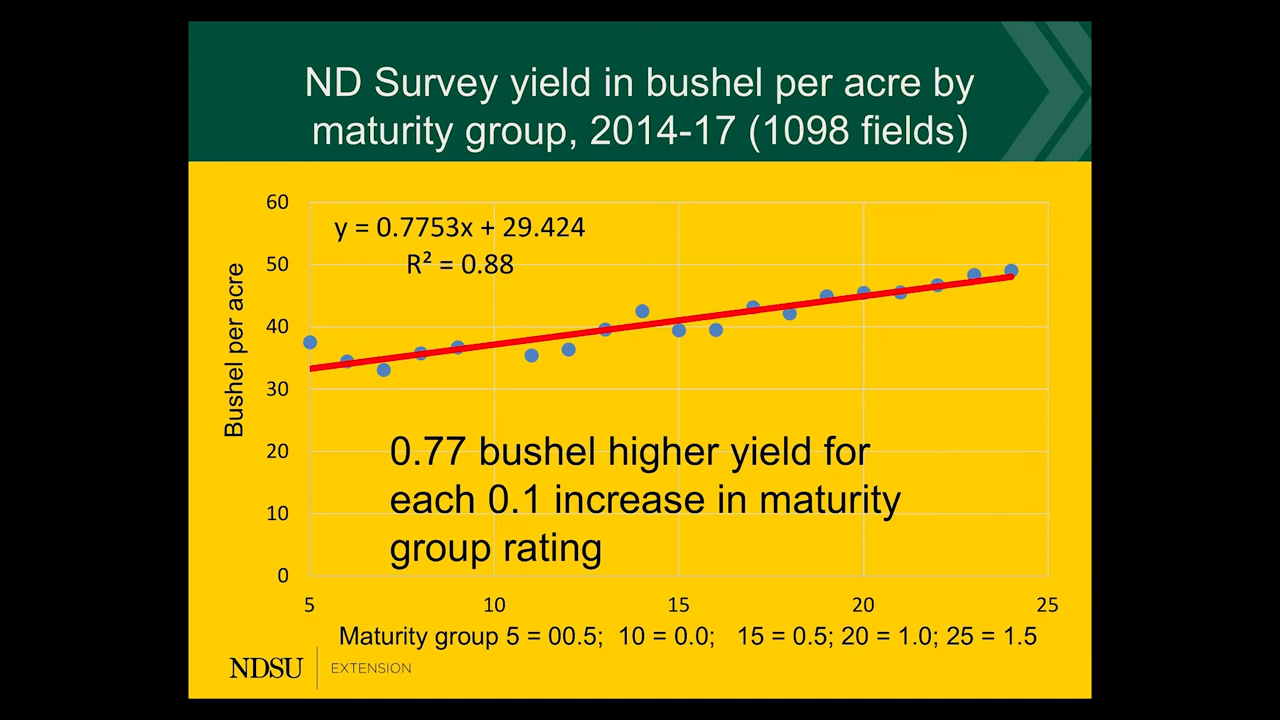 ND Survey yield in bushel per acre by
maturity group, 2014-17 (1098 fields)
60
50
40
30
20
10
0
Bushel per acre
y = 0.7753x + 29.424
R² = 0.88
0.77 bushel higher yield for
each 0.1 increase in maturity
group rating
5 10 15 20 25
Maturity group 5 = 00.5; 10 = 0.0; 15 = 0.5; 20 = 1.0; 25 = 1.5
NDSU EXTENSION